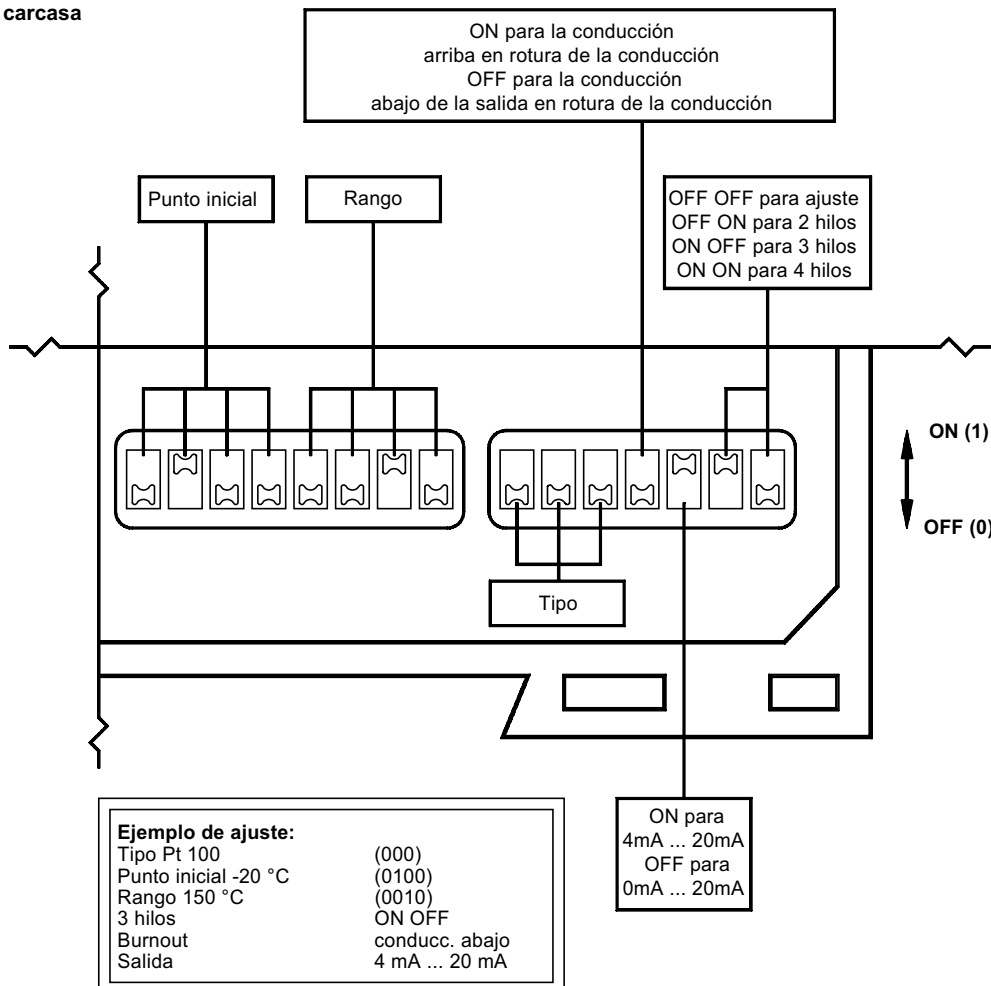 carcasa
ON para la conducción
arriba en rotura de la conducción
OFF para la conducción
abajo de la salida en rotura de la conducción
Punto inicial
Rango
OFF OFF para ajuste
OFF ON para 2 hilos
ON OFF para 3 hilos
ON ON para 4 hilos
ON (1)
OFF (0)
Tipo
ON para
4mA ... 20mA
OFF para
0mA ... 20mA
Ejemplo de ajuste:
Tipo Pt 100 (000)
Punto inicial -20 °C (0100)
Rango 150 °C (0010)
3 hilos ON OFF
Burnout conducc. abajo
Salida 4 mA ... 20 mA